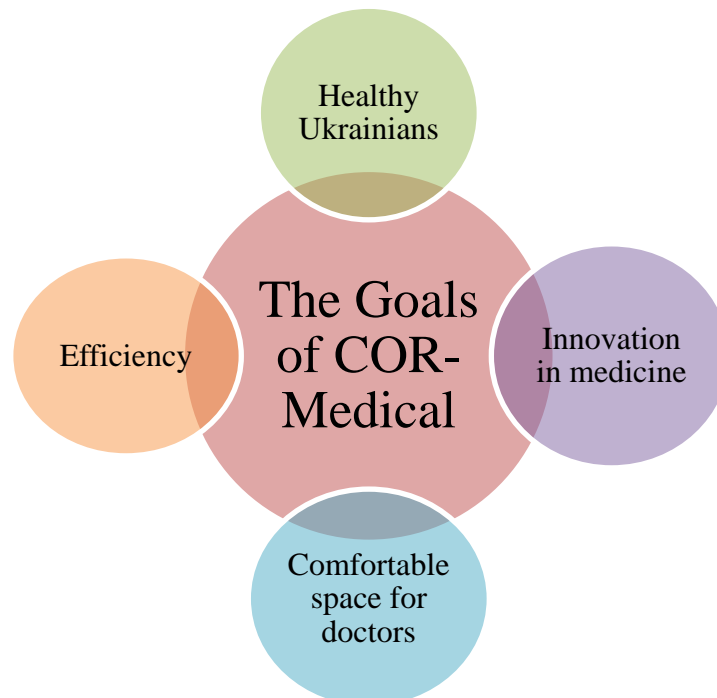 Healthy
Ukrainians
The Goals
of COR-
Medical
Efficiency
Innovation
in medicine
Comfortable
space for
doctors